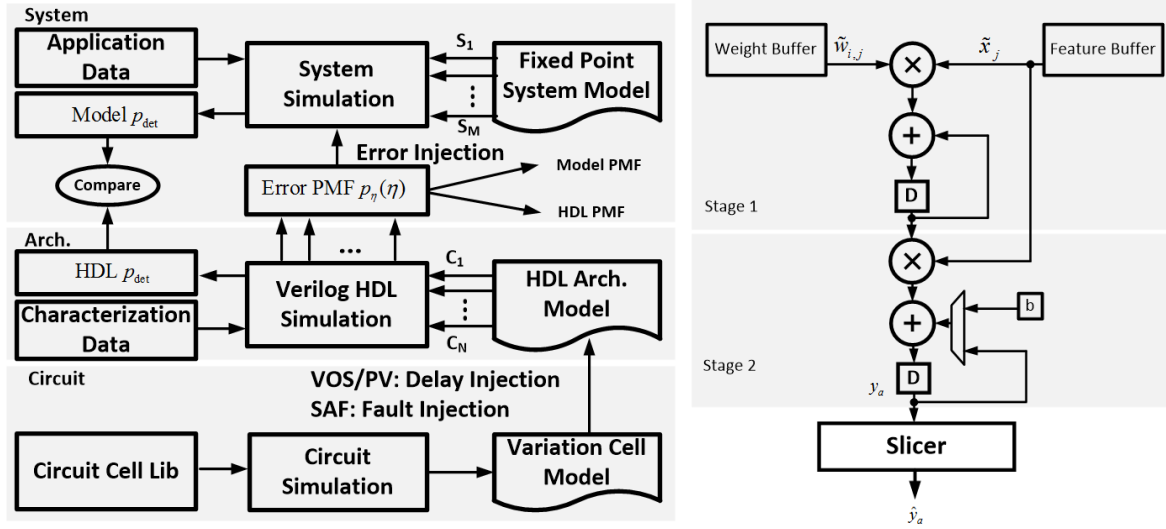 System
Application
Data
System
Simulation
S1
SM
Fixed Point
System Model
Model p_det
Compare
Error Injection
Error PMF p_η(η)
Model PMF
HDL PMF
Arch.
HDL p_det
Characterization
Data
...
Verilog HDL
Simulation
C1
CN
HDL Arch.
Model
Circuit
VOS/PV: Delay Injection
SAF: Fault Injection
Circuit Cell Lib
Circuit
Simulation
Variation Cell
Model
Weight Buffer
w̃_{i,j}
x̃_j
Feature Buffer
×
+
D
Stage 1
×
+
b
Stage 2
D
y_a
Slicer
ŷ_a